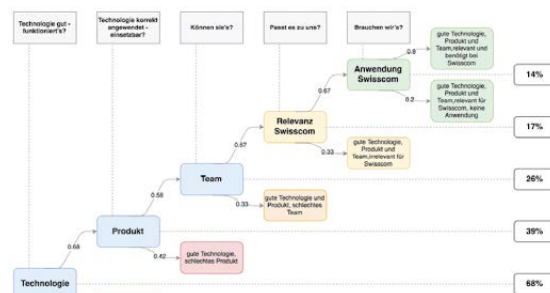 Technologie gut -
funktioniert's?
Technologie korrekt
angewendet -
einsetzbar?
Können sie's?
Passt es zu uns?
Brauchen wir's?
gute Technologie,
Produkt und
Team,relevant und
benötigt bei
Swisscom
0.8
Anwendung
Swisscom
14%
0.67
0.2
gute Technologie,
Produkt und
Team,relevant für
Swisscom, keine
Anwendung
Relevanz
Swisscom
17%
0.67
0.33
gute Technologie,
Produkt und
Team,irrelevant für
Swisscom
Team
26%
0.58
0.33
gute Technologie und
Produkt, schlechtes
Team
Produkt
39%
0.68
0.42
gute Technologie,
schlechtes Produkt
Technologie
68%